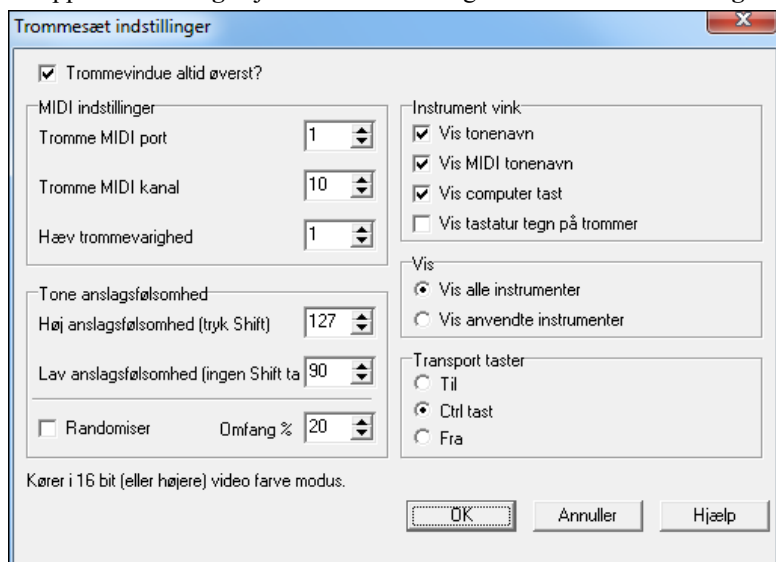 Trommesæt indstillinger
Trommevindue altid øverst?
MIDI indstillinger
Tromme MIDI port 1
Tromme MIDI kanal 10
Hæv trommevarighed 1
Tone anslagsfølsomhed
Høj anslagsfølsomhed (tryk Shift) 127
Lav anslagsfølsomhed (ingen Shift ta 90
Randomiser Omfang % 20
Instrument vink
Vis tonenavn
Vis MIDI tonenavn
Vis computer tast
Vis tastatur tegn på trommer
Vis
Vis alle instrumenter
Vis anvendte instrumenter
Transport taster
Til
Ctrl tast
Fra
Kører i 16 bit (eller højere) video farve modus.
OK Annuller Hjælp